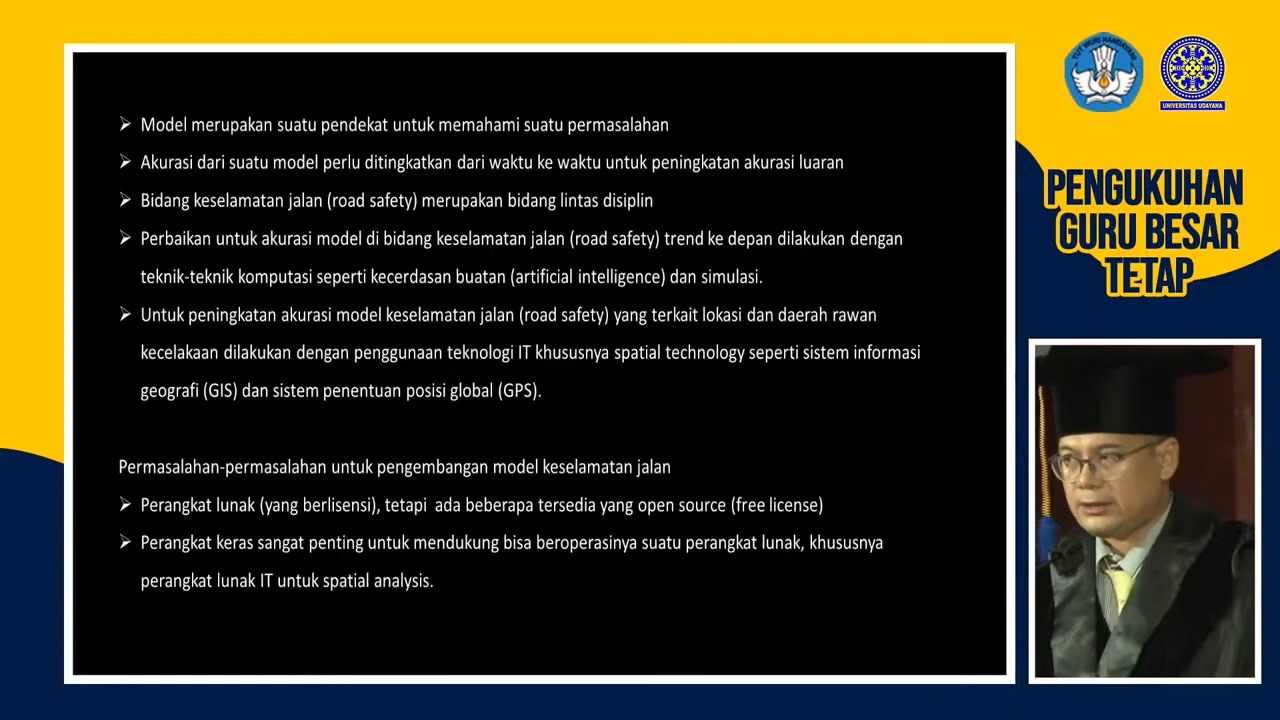 ➢ Model merupakan suatu pendekat untuk memahami suatu permasalahan
➢ Akurasi dari suatu model perlu ditingkatkan dari waktu ke waktu untuk peningkatan akurasi luaran
➢ Bidang keselamatan jalan (road safety) merupakan bidang lintas disiplin
➢ Perbaikan untuk akurasi model di bidang keselamatan jalan (road safety) trend ke depan dilakukan dengan
teknik-teknik komputasi seperti kecerdasan buatan (artificial intelligence) dan simulasi.
➢ Untuk peningkatan akurasi model keselamatan jalan (road safety) yang terkait lokasi dan daerah rawan
kecelakaan dilakukan dengan penggunaan teknologi IT khususnya spatial technology seperti sistem informasi
geografi (GIS) dan sistem penentuan posisi global (GPS).
Permasalahan-permasalahan untuk pengembangan model keselamatan jalan
➢ Perangkat lunak (yang berlisensi), tetapi ada beberapa tersedia yang open source (free license)
➢ Perangkat keras sangat penting untuk mendukung bisa beroperasinya suatu perangkat lunak, khususnya
perangkat lunak IT untuk spatial analysis.
TUT WURI HANDAYANI
UNIVERSITAS UDAYANA
PENGUKUHAN
GURU BESAR
TETAP